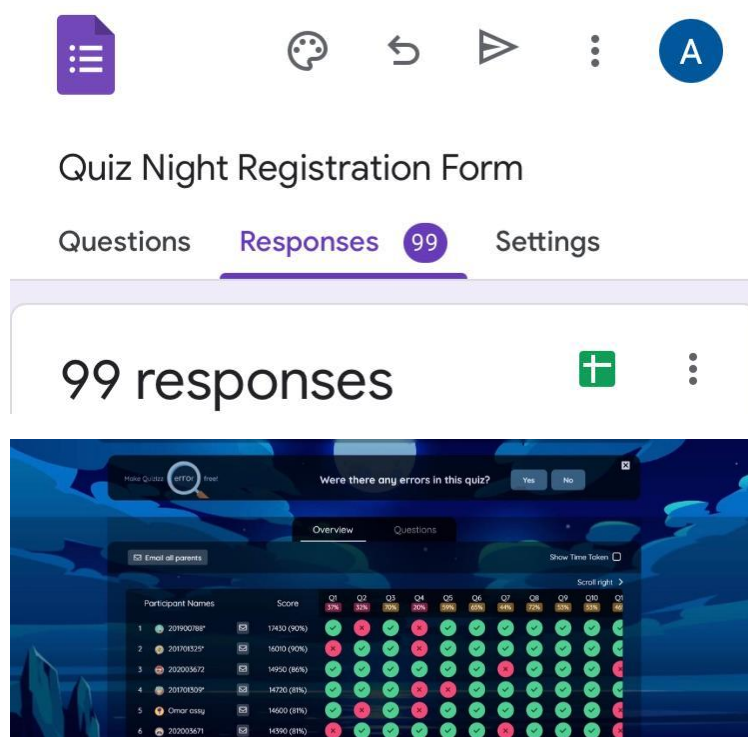 A
Quiz Night Registration Form
Questions Responses 99 Settings
99 responses
Make Quizizz error free!
Were there any errors in this quiz? Yes No
Overview Questions
Email all parents
Show Time Taken
Scroll right >
Participant Names Score Q1 Q2 Q3 Q4 Q5 Q6 Q7 Q8 Q9 Q10
37% 32% 70% 20% 59% 65% 44% 72% 53% 33%
1 201900788* 17430 (90%)
2 201701325* 16010 (90%)
3 202003672 14950 (86%)
4 201701309* 14720 (81%)
5 Omar assy 14600 (81%)
6 202003671 14390 (81%)